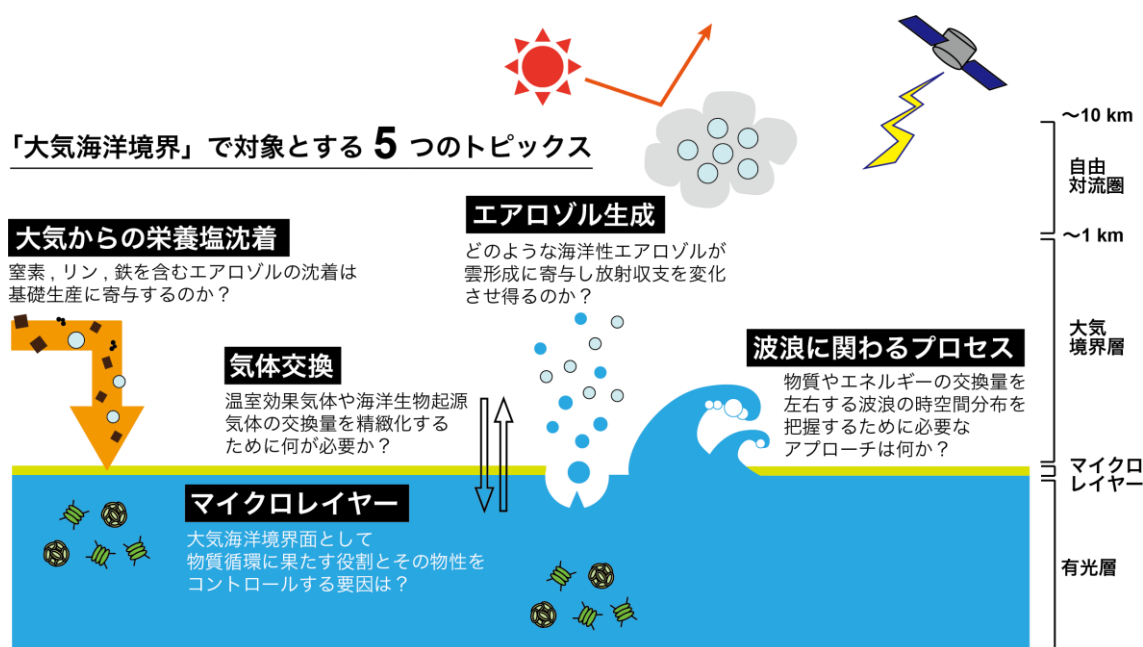 「大気海洋境界」で対象とする 5 つのトピックス
大気からの栄養塩沈着
窒素 , リン , 鉄を含むエアロゾルの沈着は
基礎生産に寄与するのか？
エアロゾル生成
どのような海洋性エアロゾルが
雲形成に寄与し放射収支を変化
させ得るのか？
気体交換
温室効果気体や海洋生物起源
気体の交換量を精緻化する
ために何が必要か？
波浪に関わるプロセス
物質やエネルギーの交換量を
左右する波浪の時空間分布を
把握するために必要な
アプローチは何か？
マイクロレイヤー
大気海洋境界面として
物質循環に果たす役割とその物性を
コントロールする要因は？
～10 km
自由
対流圏
～1 km
大気
境界層
マイクロ
レイヤー
有光層